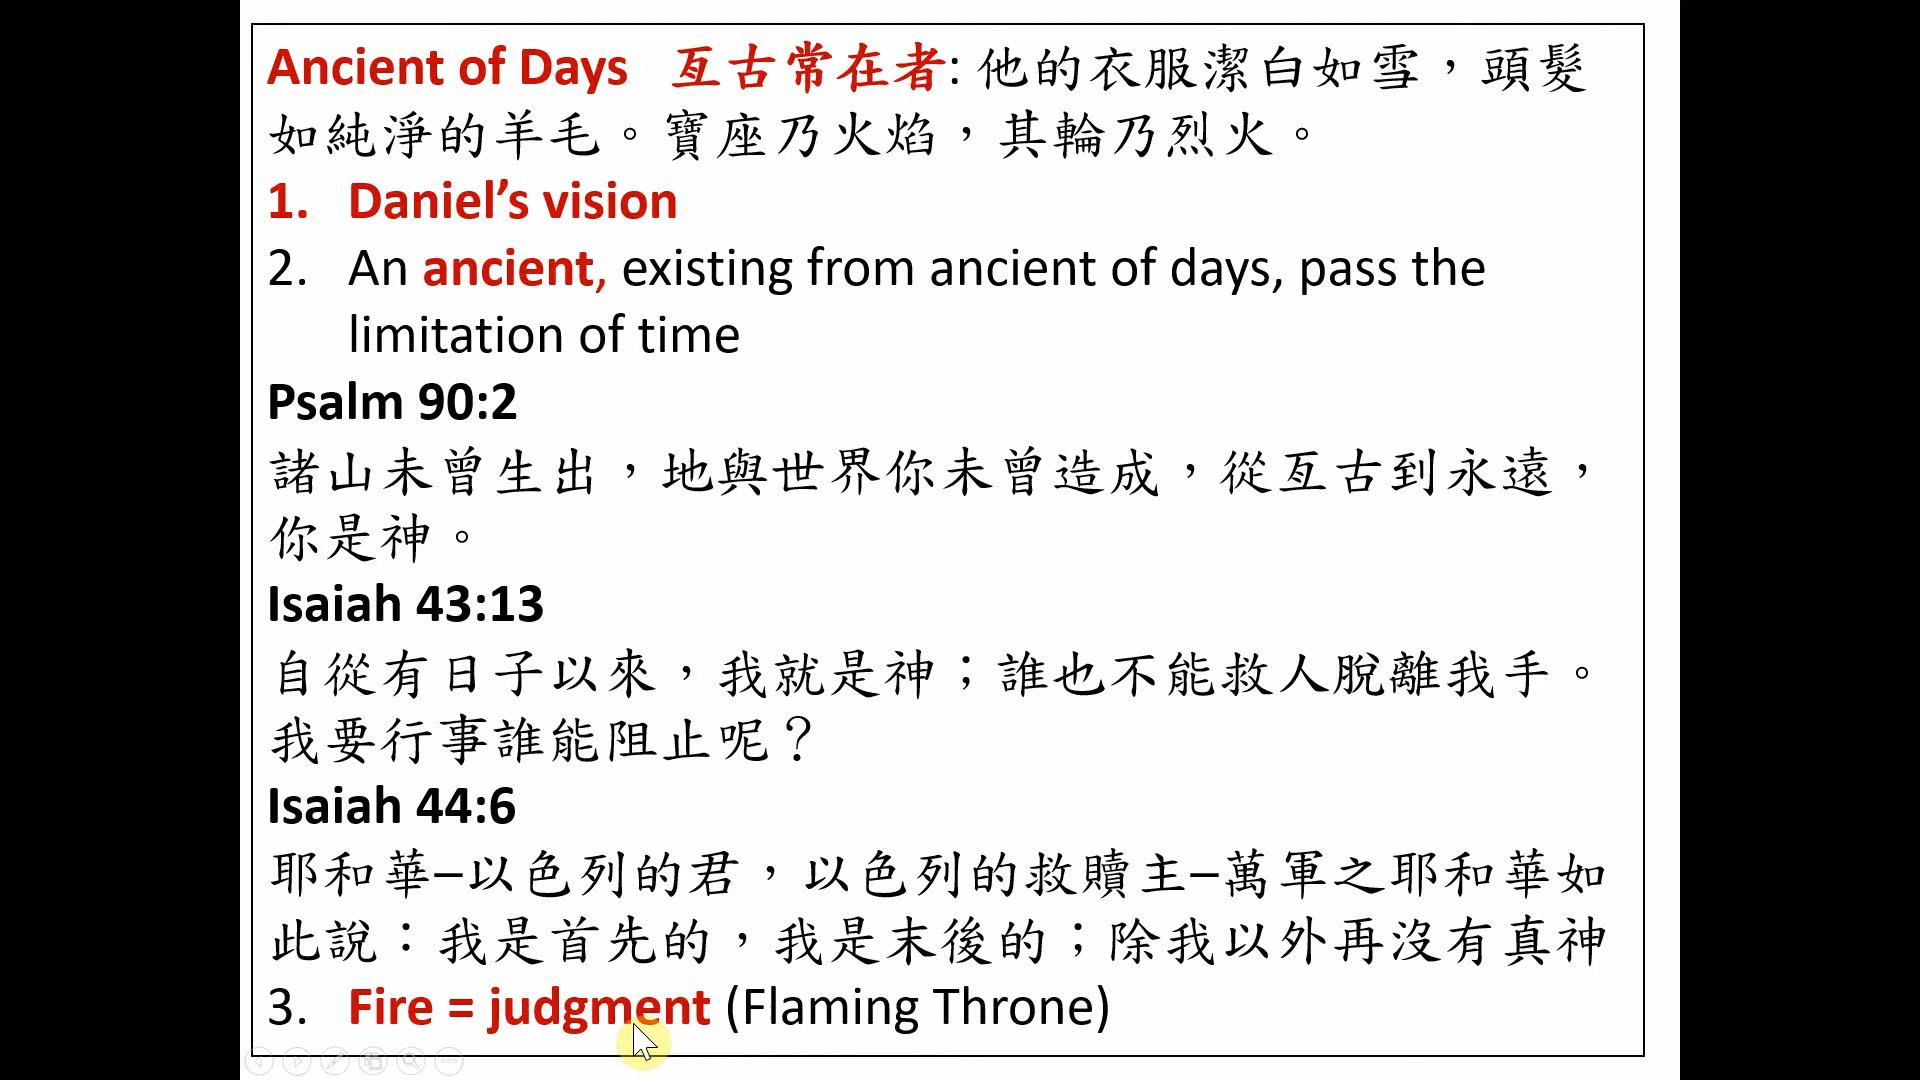 Ancient of Days 亙古常在者: 他的衣服潔白如雪，頭髮
如純淨的羊毛。寶座乃火焰，其輪乃烈火。
1. Daniel’s vision
2. An ancient, existing from ancient of days, pass the
limitation of time
Psalm 90:2
諸山未曾生出，地與世界你未曾造成，從亙古到永遠，
你是神。
Isaiah 43:13
自從有日子以來，我就是神；誰也不能救人脫離我手。
我要行事誰能阻止呢？
Isaiah 44:6
耶和華–以色列的君，以色列的救贖主–萬軍之耶和華如
此說：我是首先的，我是末後的；除我以外再沒有真神
3. Fire = judgment (Flaming Throne)